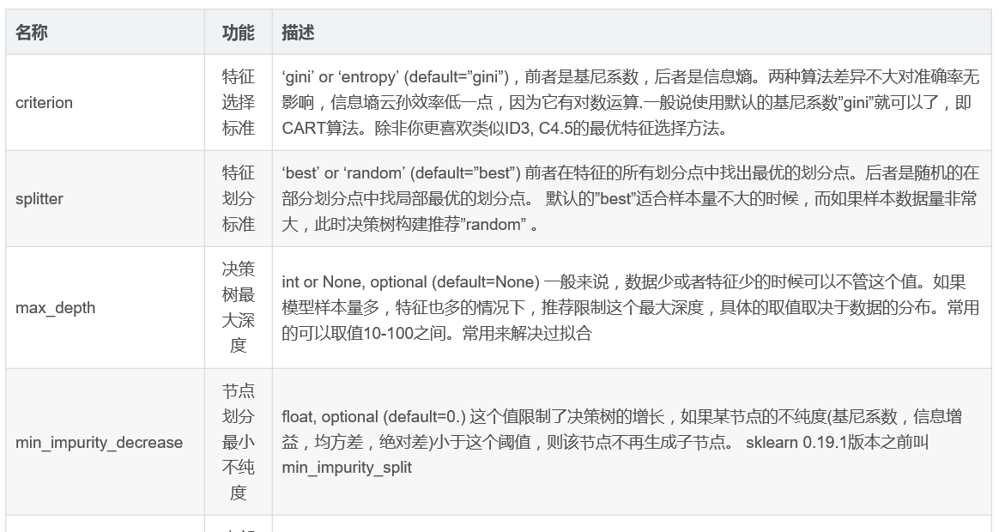 名称 功能 描述
特征 ‘gini’ or ‘entropy’ (default=”gini”)，前者是基尼系数，后者是信息熵。两种算法差异不大对准确率无
criterion 选择 影响，信息墒云孙效率低一点，因为它有对数运算.一般说使用默认的基尼系数”gini”就可以了，即
标准 CART算法。除非你更喜欢类似ID3, C4.5的最优特征选择方法。
特征 ‘best’ or ‘random’ (default=”best”) 前者在特征的所有划分点中找出最优的划分点。后者是随机的在
splitter 划分 部分划分点中找局部最优的划分点。 默认的”best”适合样本量不大的时候，而如果样本数据量非常
标准 大，此时决策树构建推荐”random” 。
决策
树最
max_depth
大深
度
int or None, optional (default=None) 一般来说，数据少或者特征少的时候可以不管这个值。如果
模型样本量多，特征也多的情况下，推荐限制这个最大深度，具体的取值取决于数据的分布。常用
的可以取值10-100之间。常用来解决过拟合
节点
划分
min_impurity_decrease 最小
不纯
度
float, optional (default=0.) 这个值限制了决策树的增长，如果某节点的不纯度(基尼系数，信息增
益，均方差，绝对差)小于这个阈值，则该节点不再生成子节点。 sklearn 0.19.1版本之前叫
min_impurity_split